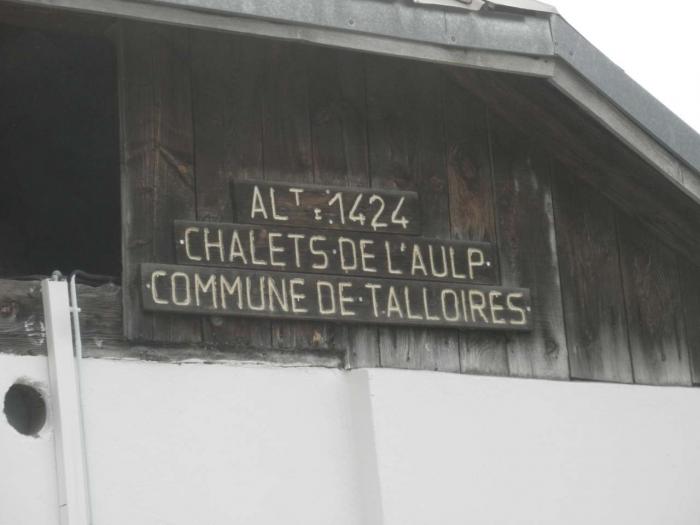 ALᵀ : 1424
CHALETS·DE L'AULP·
COMMUNE DE·TALLOIRES·